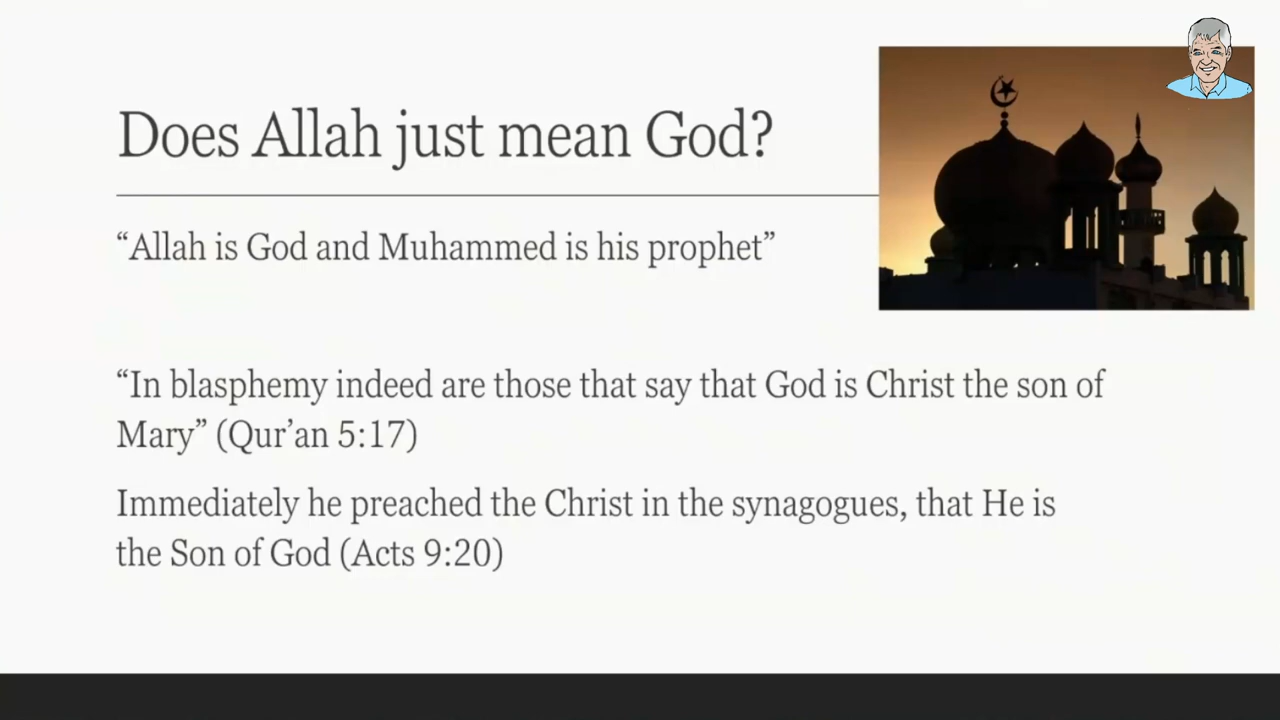 Does Allah just mean God?
“Allah is God and Muhammed is his prophet”
“In blasphemy indeed are those that say that God is Christ the son of
Mary” (Qur’an 5:17)
Immediately he preached the Christ in the synagogues, that He is
the Son of God (Acts 9:20)